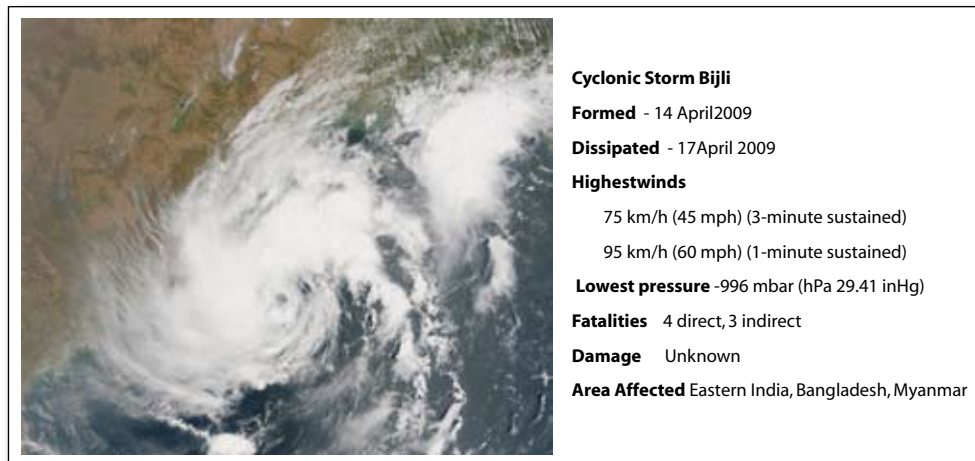 Cyclonic Storm Bijli
Formed - 14 April2009
Dissipated - 17April 2009
Highestwinds
75 km/h (45 mph) (3-minute sustained)
95 km/h (60 mph) (1-minute sustained)
Lowest pressure -996 mbar (hPa 29.41 inHg)
Fatalities 4 direct, 3 indirect
Damage Unknown
Area Affected Eastern India, Bangladesh, Myanmar